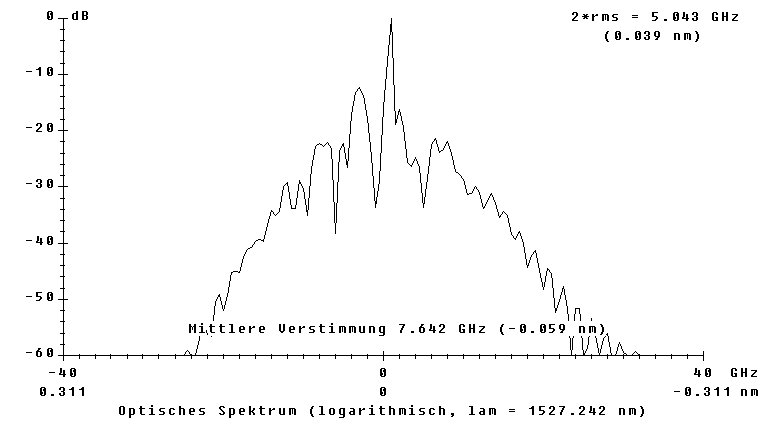 0 dB
2*rms = 5.043 GHz
(0.039 nm)
-10
-20
-30
-40
-50
Mittlere Verstimmung 7.642 GHz (-0.059 nm)
-60
-40 0 40 GHz
0.311 0 -0.311 nm
Optisches Spektrum (logarithmisch, lam = 1527.242 nm)